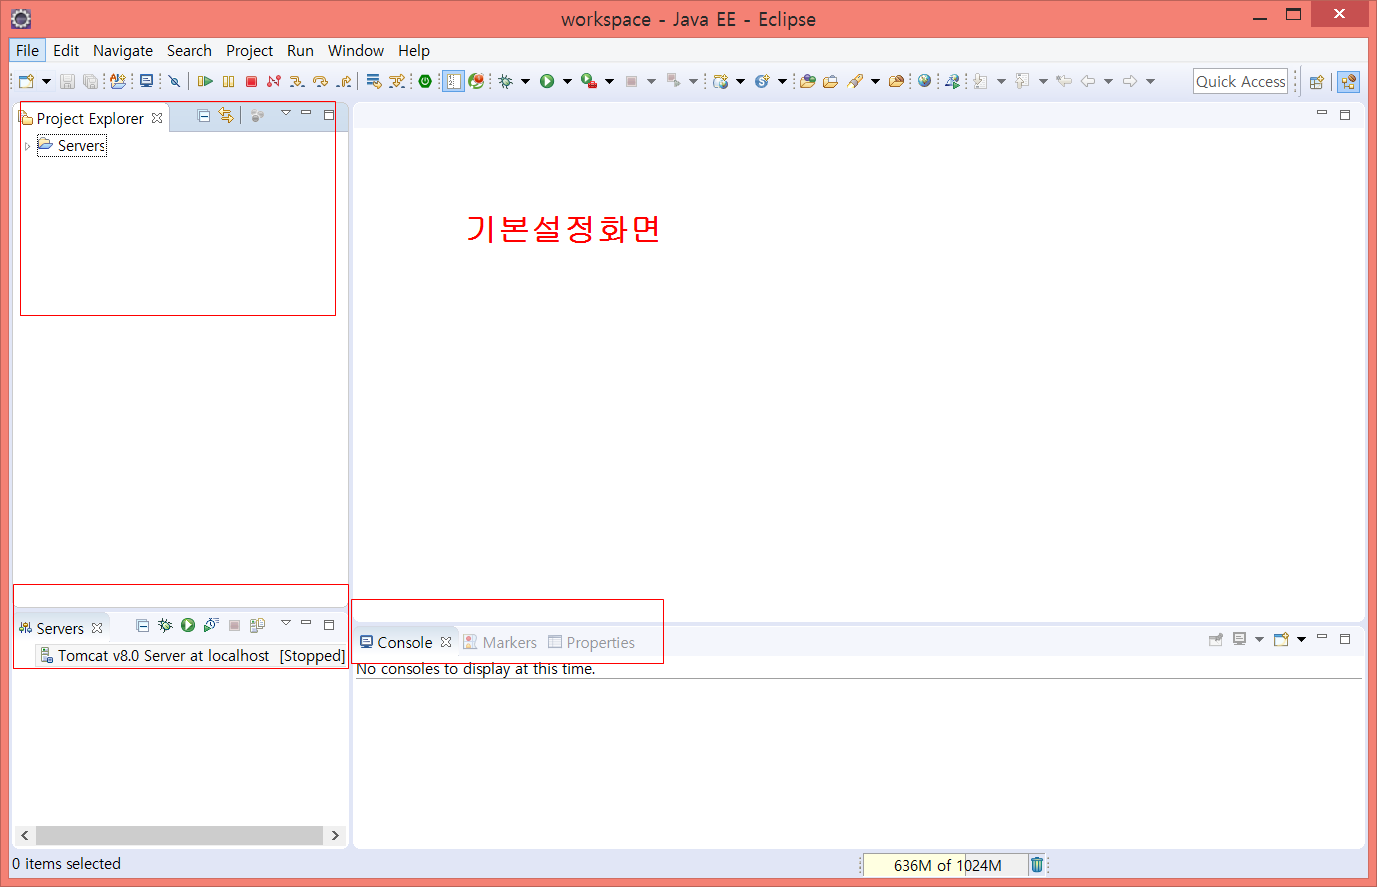 workspace - Java EE - Eclipse
File Edit Navigate Search Project Run Window Help
Quick Access
Project Explorer
Servers
기본설정화면
Servers
Tomcat v8.0 Server at localhost [Stopped]
Console Markers Properties
No consoles to display at this time.
0 items selected
636M of 1024M